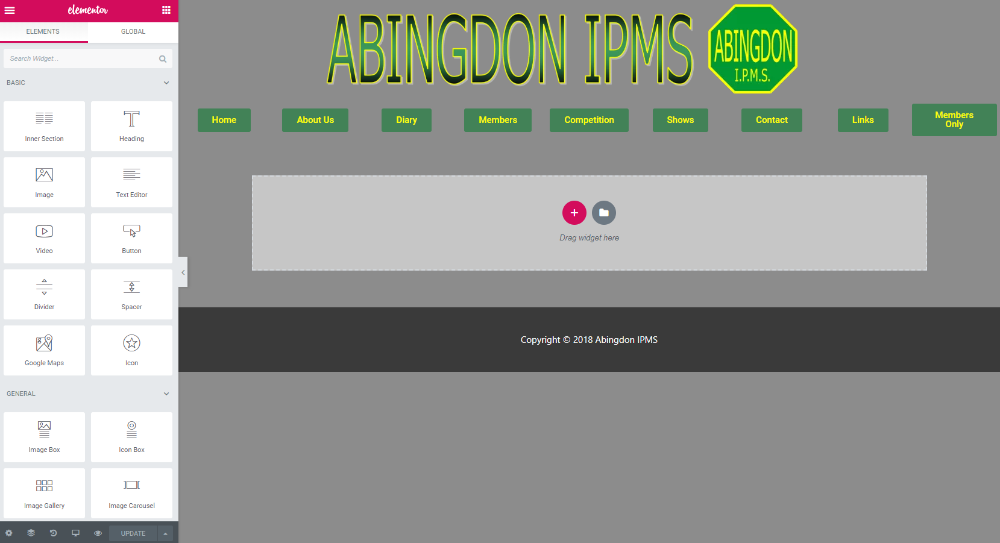 elementor
ELEMENTS
GLOBAL
Search Widget...
BASIC
Inner Section
Heading
Image
Text Editor
Video
Button
Divider
Spacer
Google Maps
Icon
GENERAL
Image Box
Icon Box
Image Gallery
Image Carousel
UPDATE
ABINGDON IPMS
ABINGDON
I.P.M.S.
Home
About Us
Diary
Members
Competition
Shows
Contact
Links
Members
Only
Drag widget here
Copyright © 2018 Abingdon IPMS